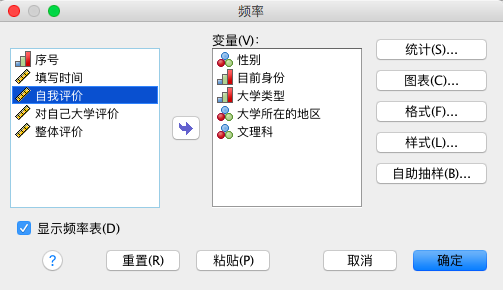 频率
变量(V):
序号
填写时间
自我评价
对自己大学评价
整体评价
性别
目前身份
大学类型
大学所在的地区
文理科
统计(S)...
图表(C)...
格式(F)...
样式(L)...
自助抽样(B)...
显示频率表(D)
?
重置(R)
粘贴(P)
取消
确定